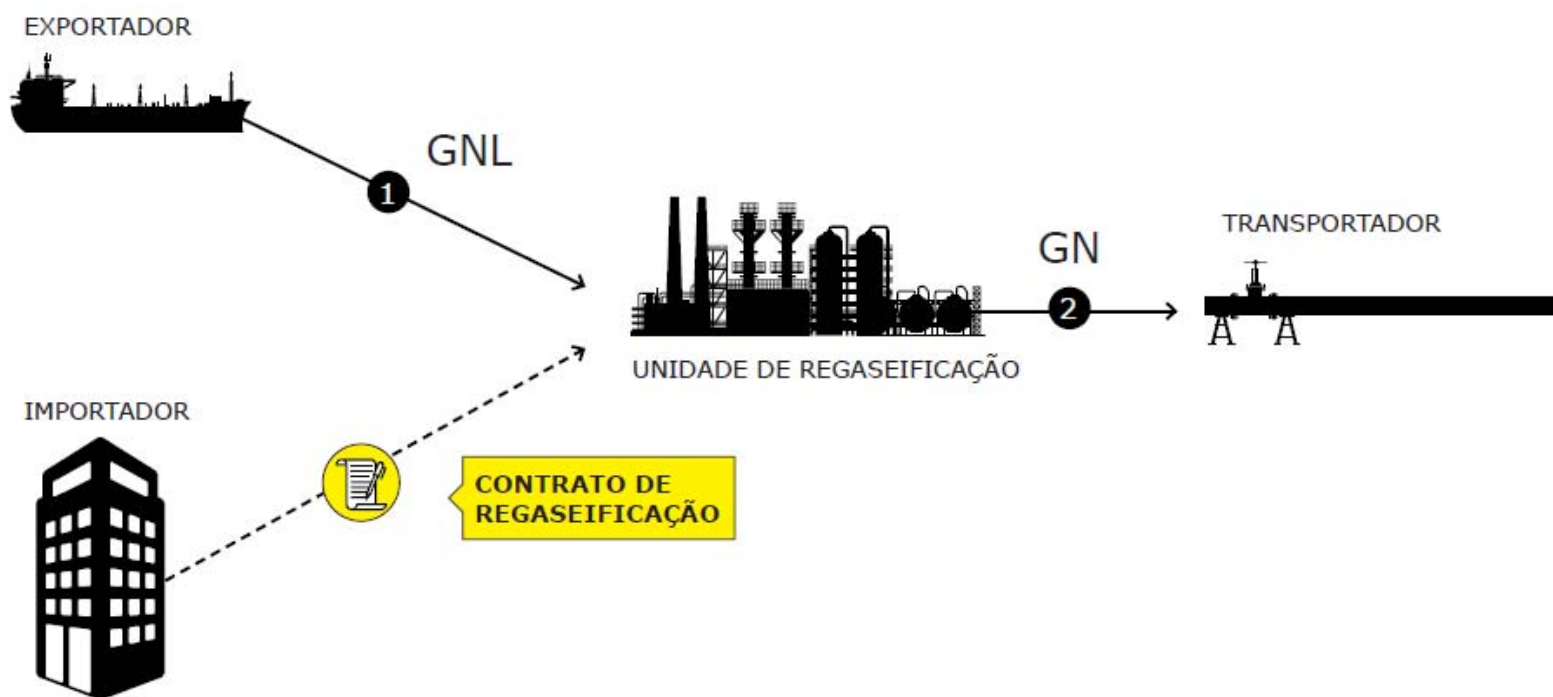 EXPORTADOR
GNL
1
TRANSPORTADOR
GN
2
UNIDADE DE REGASEIFICAÇÃO
IMPORTADOR
CONTRATO DE
REGASEIFICAÇÃO